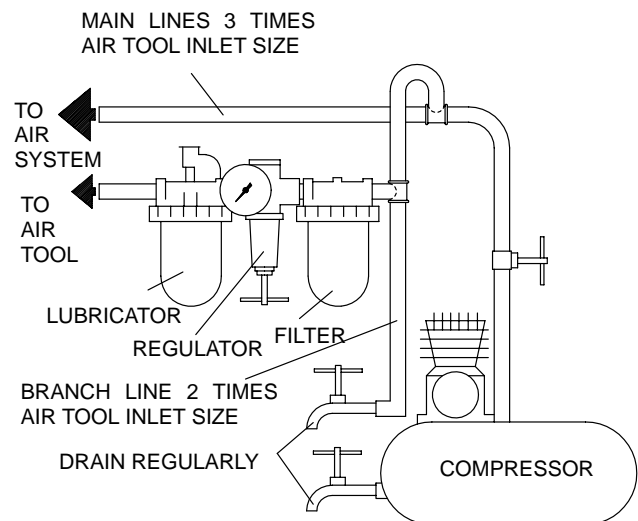 MAIN LINES 3 TIMES
AIR TOOL INLET SIZE
TO
AIR
SYSTEM
TO
AIR
TOOL
LUBRICATOR
REGULATOR
FILTER
BRANCH LINE 2 TIMES
AIR TOOL INLET SIZE
DRAIN REGULARLY
COMPRESSOR